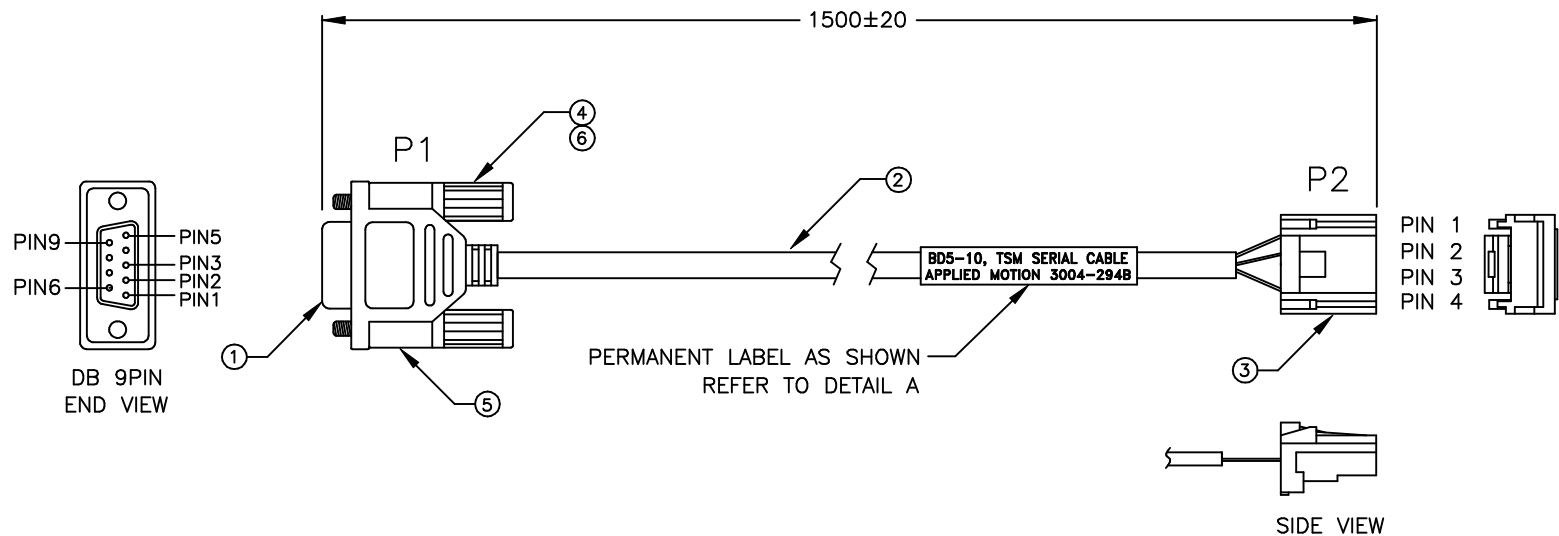 1500±20
4
6
P1
2
P2
PIN9
PIN5
PIN3
PIN2
PIN6
PIN1
BD5-10, TSM SERIAL CABLE
APPLIED MOTION 3004-294B
PIN 1
PIN 2
PIN 3
PIN 4
1
PERMANENT LABEL AS SHOWN
REFER TO DETAIL A
3
DB 9PIN
END VIEW
5
SIDE VIEW